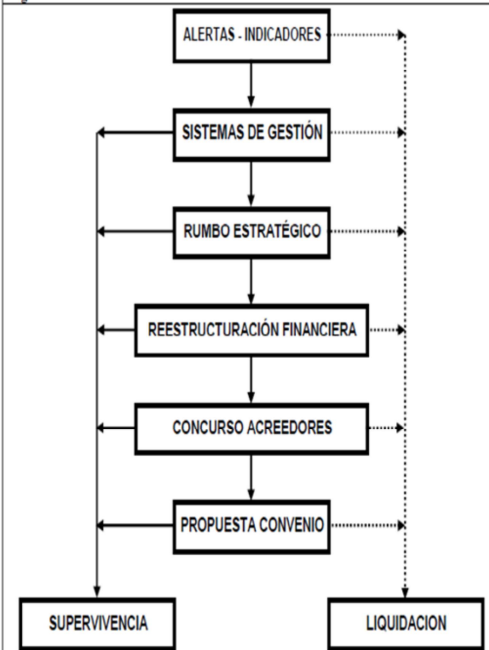 ALERTAS - INDICADORES
SISTEMAS DE GESTIÓN
RUMBO ESTRATÉGICO
REESTRUCTURACIÓN FINANCIERA
CONCURSO ACREEDORES
PROPUESTA CONVENIO
SUPERVIVENCIA
LIQUIDACION